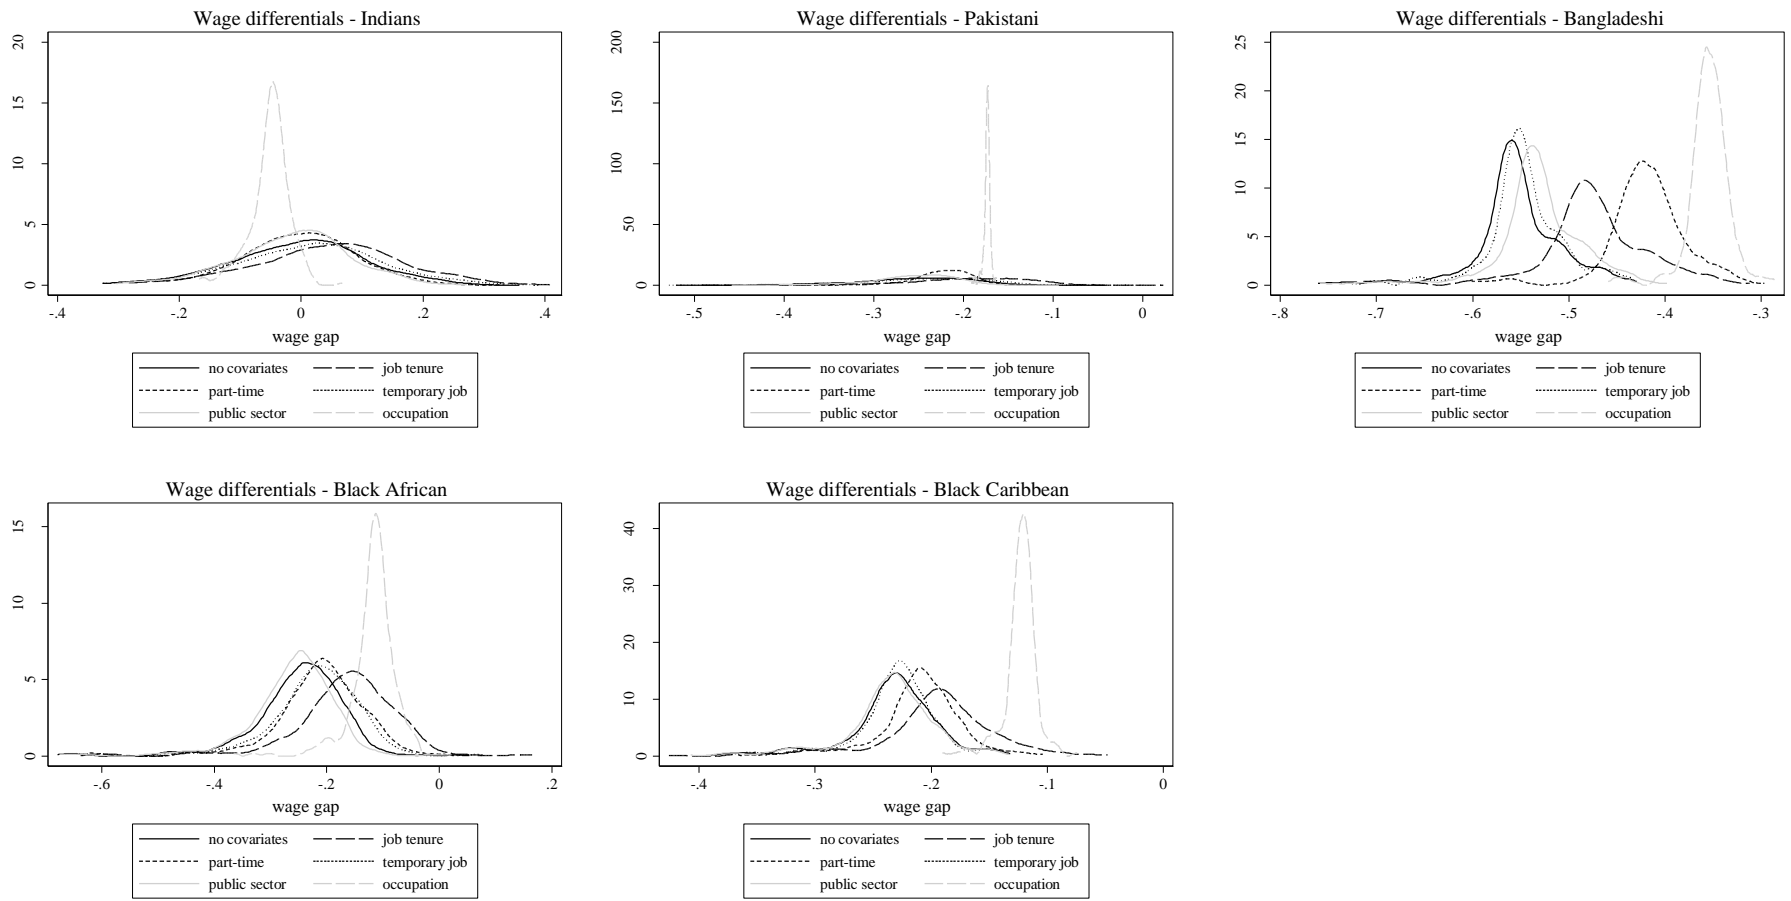 Wage differentials - Indians
20
15
10
5
0
-.4 -.2 0 .2 .4
wage gap
no covariates job tenure
part-time temporary job
public sector occupation
Wage differentials - Pakistani
200
150
100
50
0
-.5 -.4 -.3 -.2 -.1 0
wage gap
no covariates job tenure
part-time temporary job
public sector occupation
Wage differentials - Bangladeshi
25
20
15
10
5
0
-.8 -.7 -.6 -.5 -.4 -.3
wage gap
no covariates job tenure
part-time temporary job
public sector occupation
Wage differentials - Black African
15
10
5
0
-.6 -.4 -.2 0 .2
wage gap
no covariates job tenure
part-time temporary job
public sector occupation
Wage differentials - Black Caribbean
40
30
20
10
0
-.4 -.3 -.2 -.1 0
wage gap
no covariates job tenure
part-time temporary job
public sector occupation